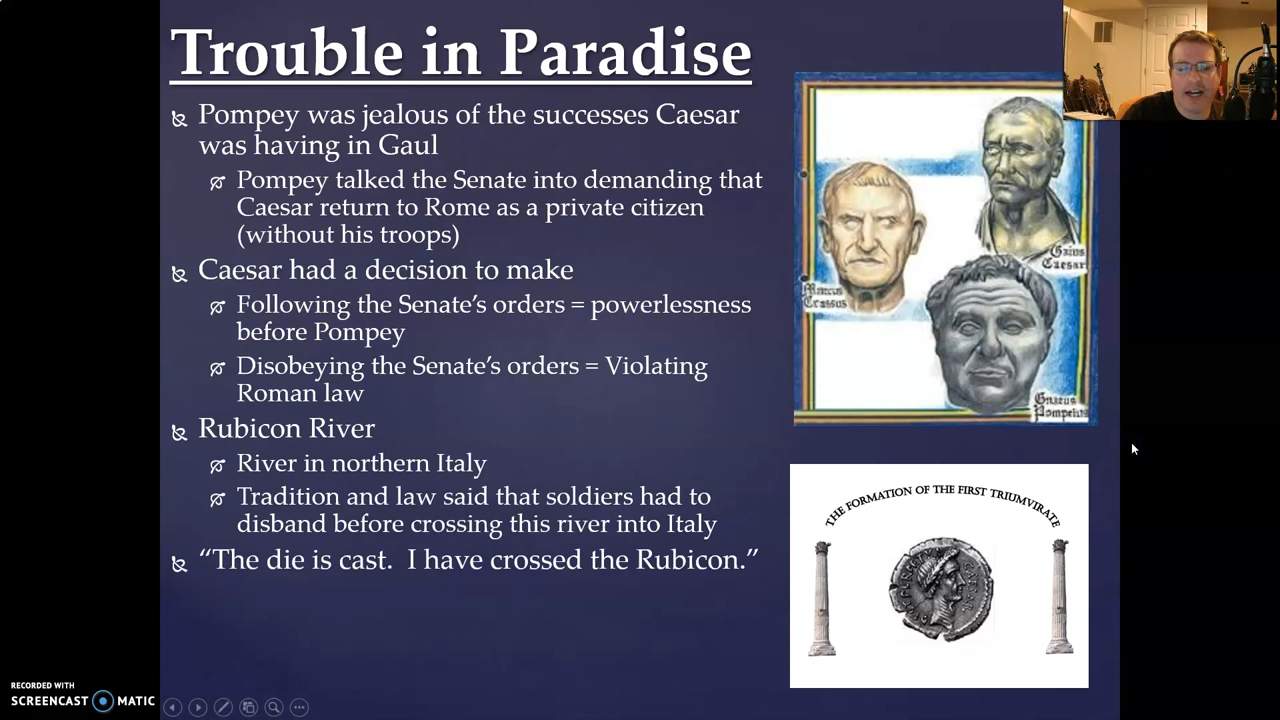 Trouble in Paradise
Pompey was jealous of the successes Caesar
was having in Gaul
Pompey talked the Senate into demanding that
Caesar return to Rome as a private citizen
(without his troops)
Caesar had a decision to make
Following the Senate’s orders = powerlessness
before Pompey
Disobeying the Senate’s orders = Violating
Roman law
Rubicon River
River in northern Italy
Tradition and law said that soldiers had to
disband before crossing this river into Italy
“The die is cast.  I have crossed the Rubicon.”
Gaius
Caesar
Marcus
Crassus
Gnaeus
Pompeius
THE FORMATION OF THE FIRST TRIUMVIRATE
CAESAR
RECORDED WITH
SCREENCAST MATIC